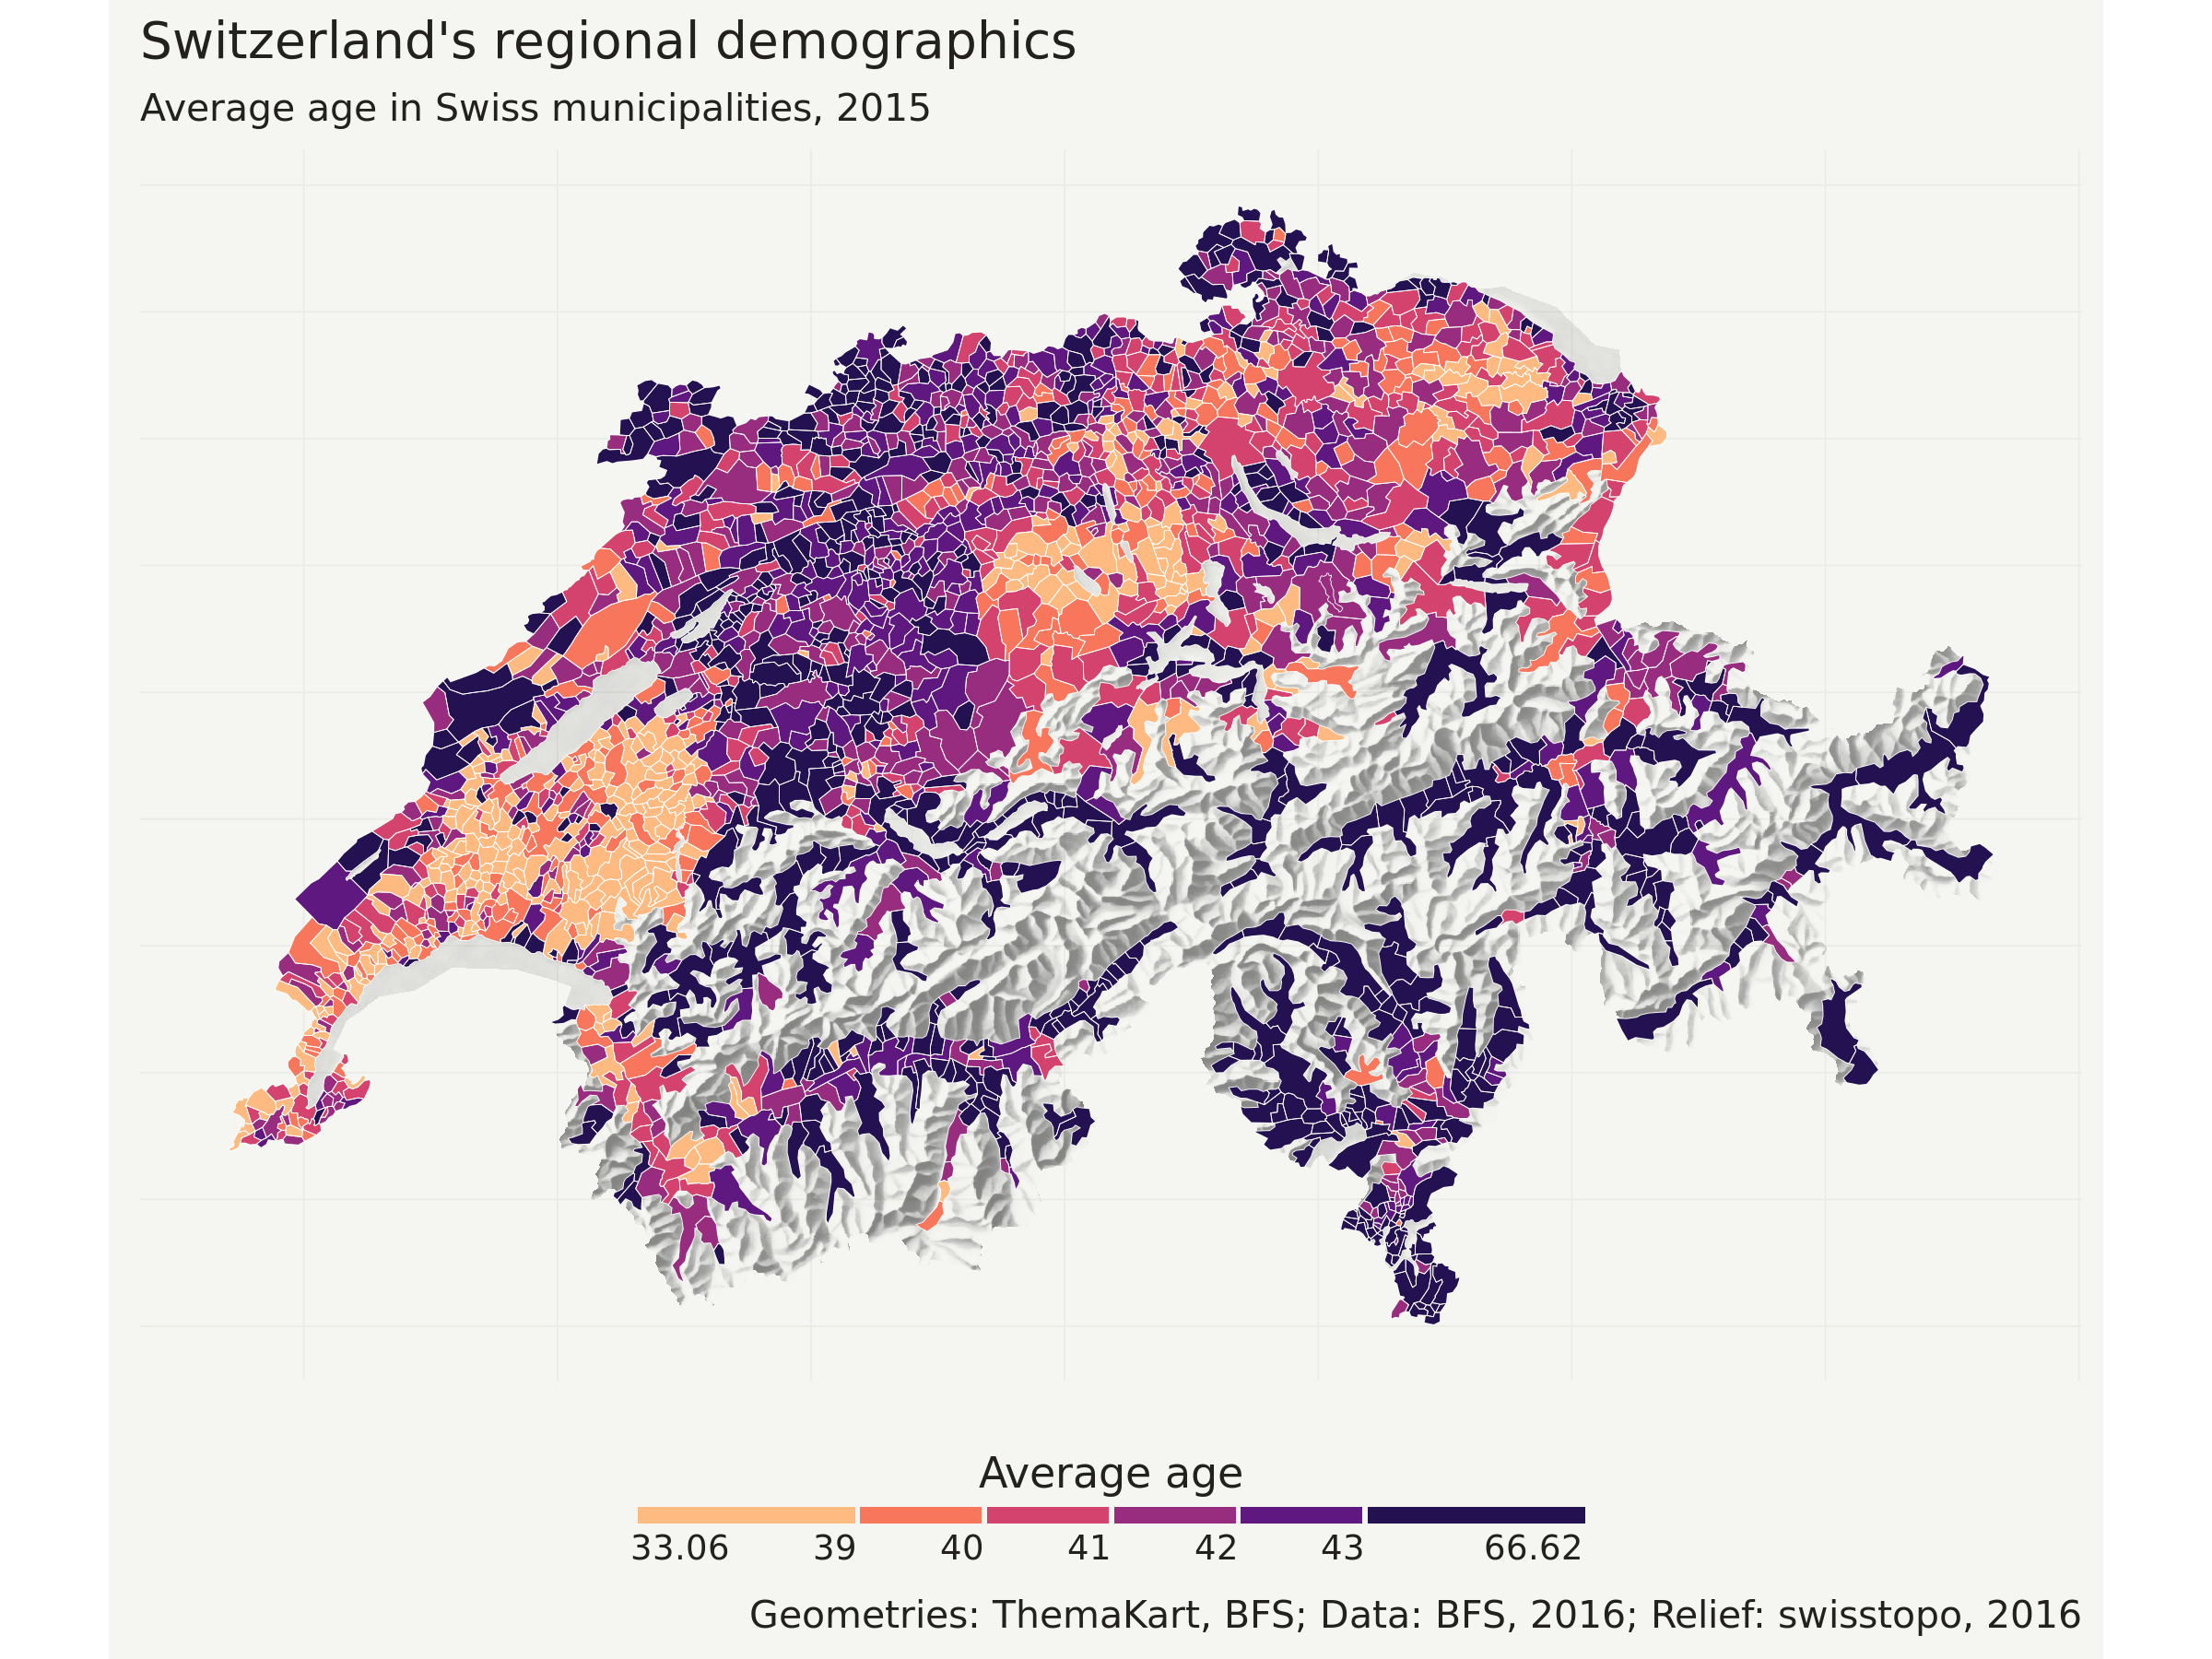 Switzerland's regional demographics
Average age in Swiss municipalities, 2015
Average age
33.06 39 40 41 42 43 66.62
Geometries: ThemaKart, BFS; Data: BFS, 2016; Relief: swisstopo, 2016